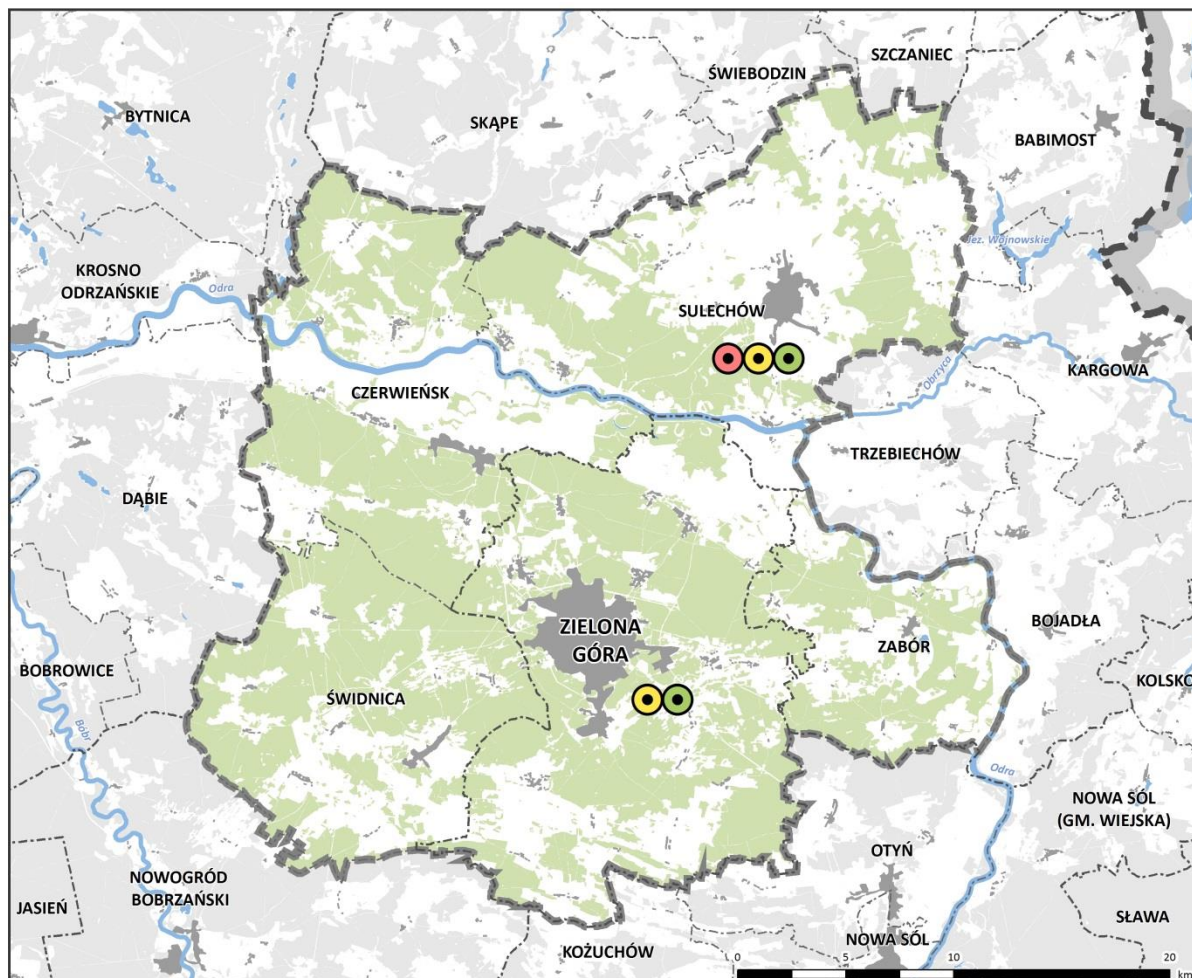 SZCZANIEC
ŚWIEBODZIN
BYTNICA
SKĄPE
BABIMOST
Jez. Wojnowskie
KROSNO
ODRZAŃSKIE
Odra
SULECHÓW
Obrzyca
KARGOWA
CZERWIEŃSK
TRZEBIECHÓW
DĄBIE
ZIELONA
GÓRA
BOJADŁA
ZABÓR
BOBROWICE
KOLSKO
ŚWIDNICA
Bóbr
Odra
NOWA SÓL
(GM. WIEJSKA)
OTYŃ
NOWOGRÓD
BOBRZAŃSKI
JASIEŃ
SŁAWA
KOŻUCHÓW
NOWA SÓL
0 5 10 20
km